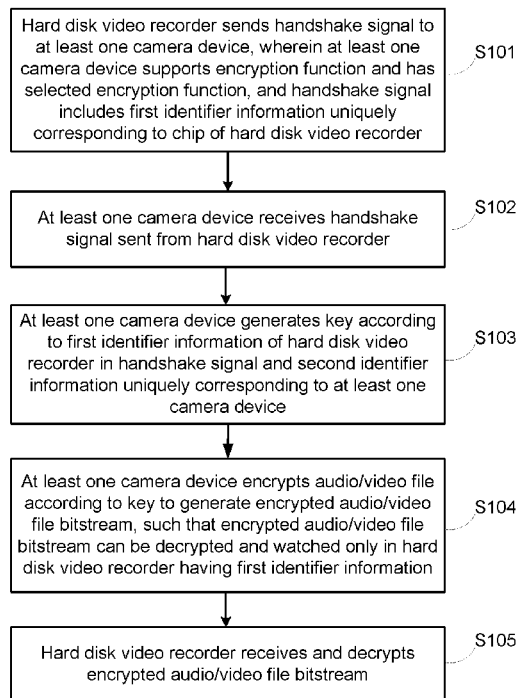 Hard disk video recorder sends handshake signal to
at least one camera device, wherein at least one
camera device supports encryption function and has
selected encryption function, and handshake signal
includes first identifier information uniquely
corresponding to chip of hard disk video recorder
S101
At least one camera device receives handshake
signal sent from hard disk video recorder
S102
At least one camera device generates key according
to first identifier information of hard disk video
recorder in handshake signal and second identifier
information uniquely corresponding to at least one
camera device
S103
At least one camera device encrypts audio/video file
according to key to generate encrypted audio/video
file bitstream, such that encrypted audio/video file
bitstream can be decrypted and watched only in hard
disk video recorder having first identifier information
S104
Hard disk video recorder receives and decrypts
encrypted audio/video file bitstream
S105